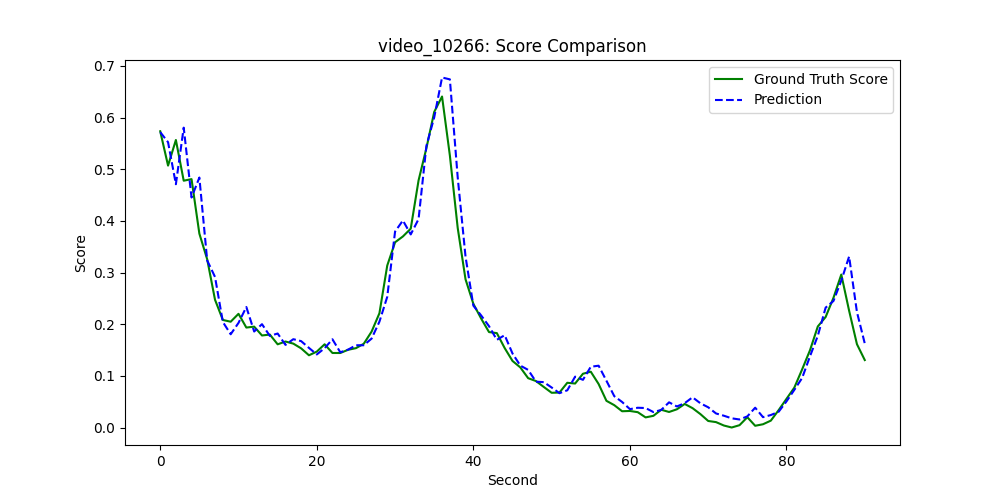 video_10266: Score Comparison
Ground Truth Score
Prediction
0.7
0.6
0.5
0.4
0.3
0.2
0.1
0.0
Score
0 20 40 60 80
Second